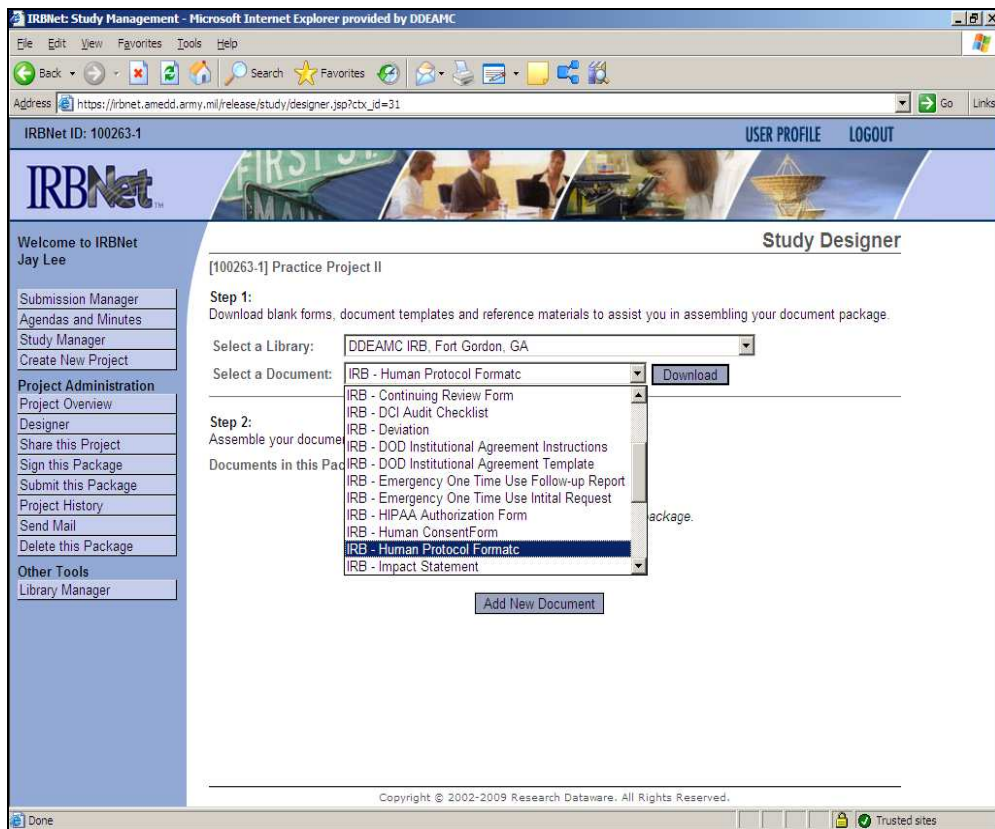 IRBNet: Study Management - Microsoft Internet Explorer provided by DDEAMC
File Edit View Favorites Tools Help
Back Search Favorites
Address https://irbnet.amedd.army.mil/release/study/designer.jsp?ctx_id=31 Go Links
IRBNet ID: 100263-1 USER PROFILE LOGOUT
IRBNet™
FIRST ST
MAIN
Welcome to IRBNet
Jay Lee
Submission Manager
Agendas and Minutes
Study Manager
Create New Project
Project Administration
Project Overview
Designer
Share this Project
Sign this Package
Submit this Package
Project History
Send Mail
Delete this Package
Other Tools
Library Manager
Study Designer
[100263-1] Practice Project II
Step 1:
Download blank forms, document templates and reference materials to assist you in assembling your document package.
Select a Library: DDEAMC IRB, Fort Gordon, GA
Select a Document: IRB - Human Protocol Formatc Download
IRB - Continuing Review Form
IRB - DCI Audit Checklist
IRB - Deviation
IRB - DOD Institutional Agreement Instructions
IRB - DOD Institutional Agreement Template
IRB - Emergency One Time Use Follow-up Report
IRB - Emergency One Time Use Intital Request
IRB - HIPAA Authorization Form
IRB - Human ConsentForm
IRB - Human Protocol Formatc
IRB - Impact Statement
Step 2:
Assemble your docume
Documents in this Pac
ackage.
Add New Document
Copyright © 2002-2009 Research Dataware. All Rights Reserved.
Done Trusted sites